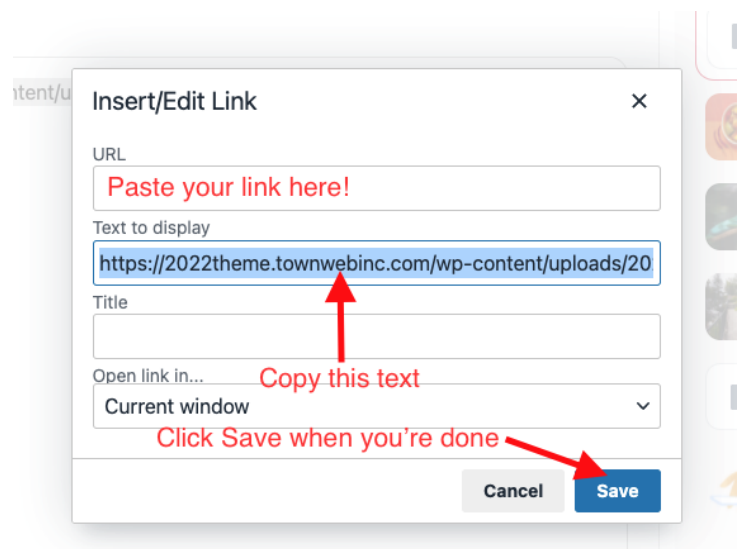 Insert/Edit Link
ntent/u
URL
Paste your link here!
Text to display
https://2022theme.townwebinc.com/wp-content/uploads/20
Title
Open link in...
Copy this text
Current window
Click Save when you're done
Cancel
Save